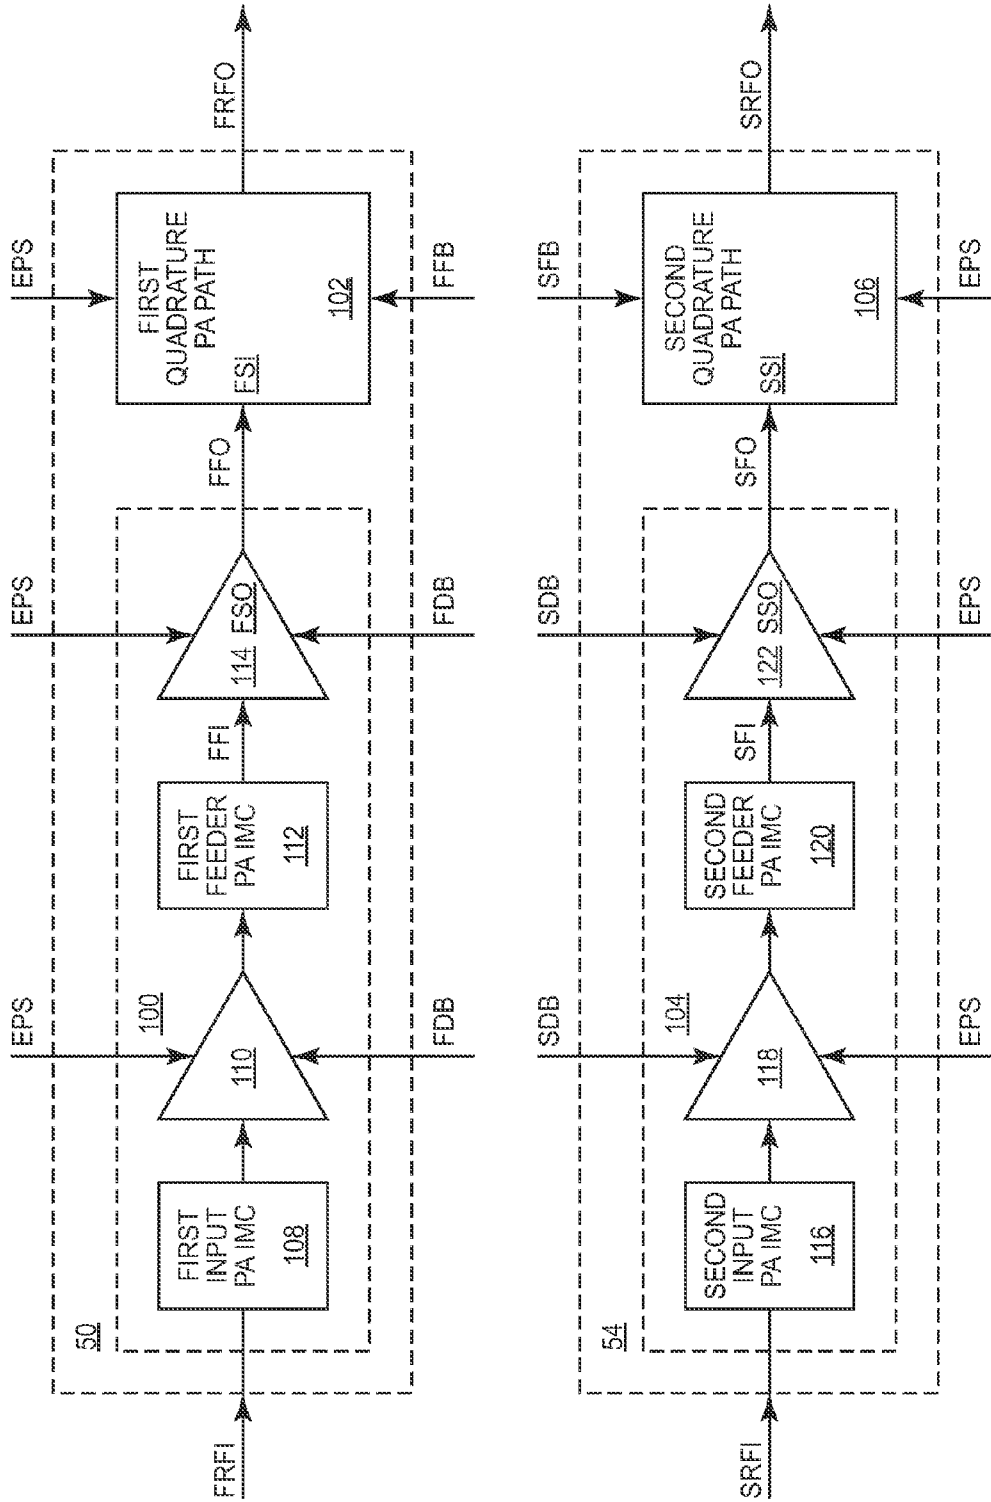 EPS
EPS
EPS
50
100
FRFI
FIRST
INPUT
PA IMC
108
110
FIRST
FEEDER
PA IMC
112
FFI
114 FSO
FFO
FIRST
QUADRATURE
PA PATH
FSI
102
FRFO
FDB
FDB
FFB
SDB
SDB
SFB
54
104
SRFI
SECOND
INPUT
PA IMC
116
118
SECOND
FEEDER
PA IMC
120
SFI
122 SSO
SFO
SECOND
QUADRATURE
PA PATH
SSI
106
SRFO
EPS
EPS
EPS